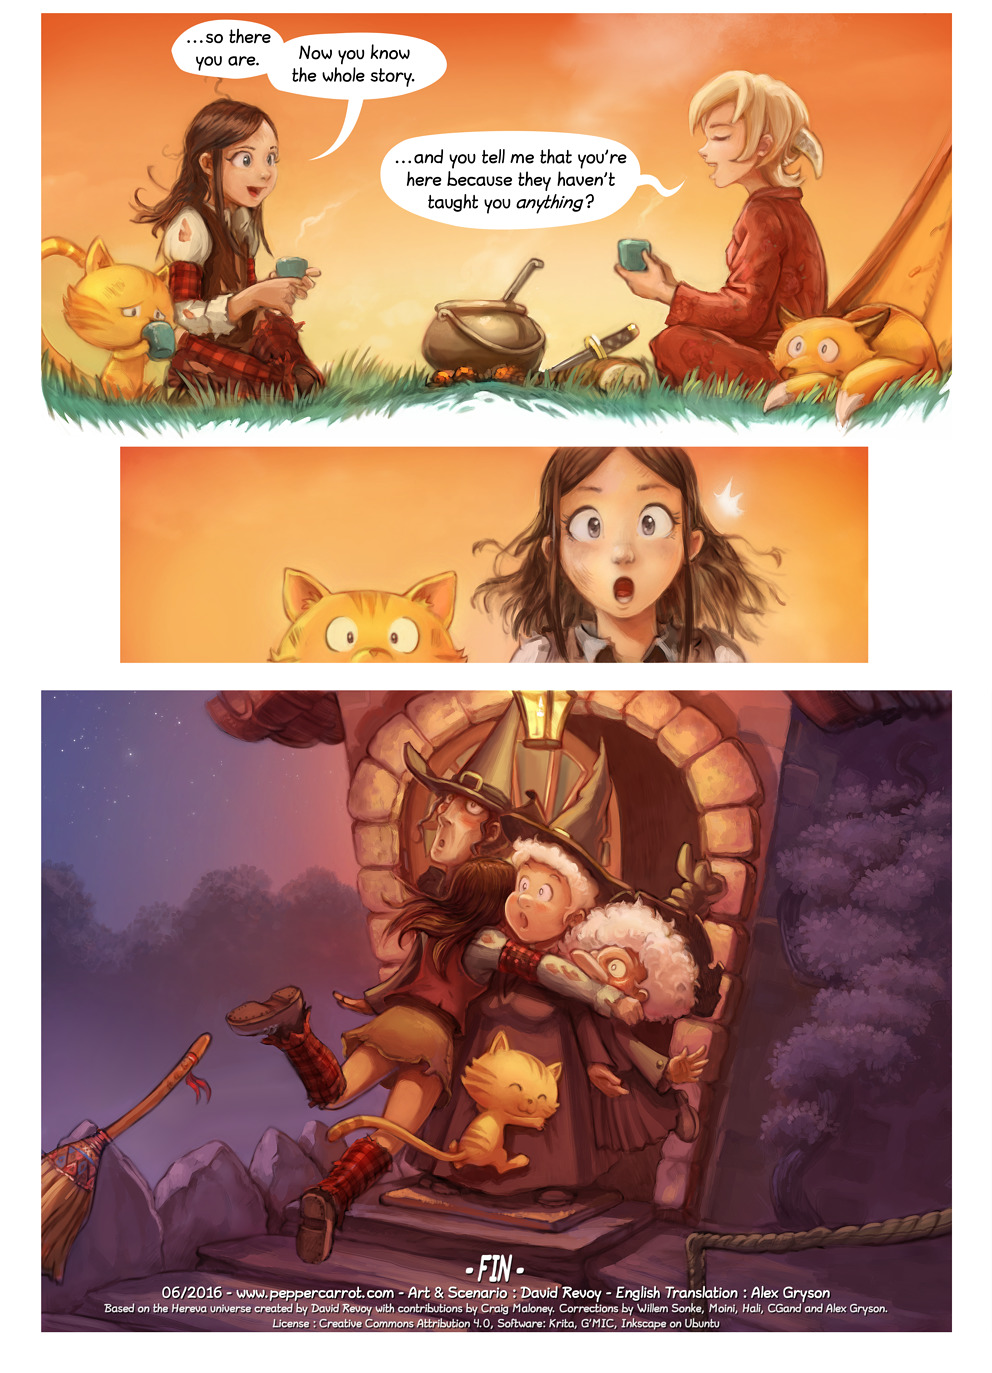 ...so there
you are.
Now you know
the whole story.
...and you tell me that you're
here because they haven't
taught you anything?
- FIN -
06/2016 - www.peppercarrot.com - Art & Scenario : David Revoy - English Translation : Alex Gryson
Based on the Hereva universe created by David Revoy with contributions by Craig Maloney. Corrections by Willem Sonke, Moini, Hali, CGand and Alex Gryson.
License : Creative Commons Attribution 4.0, Software: Krita, G'MIC, Inkscape on Ubuntu